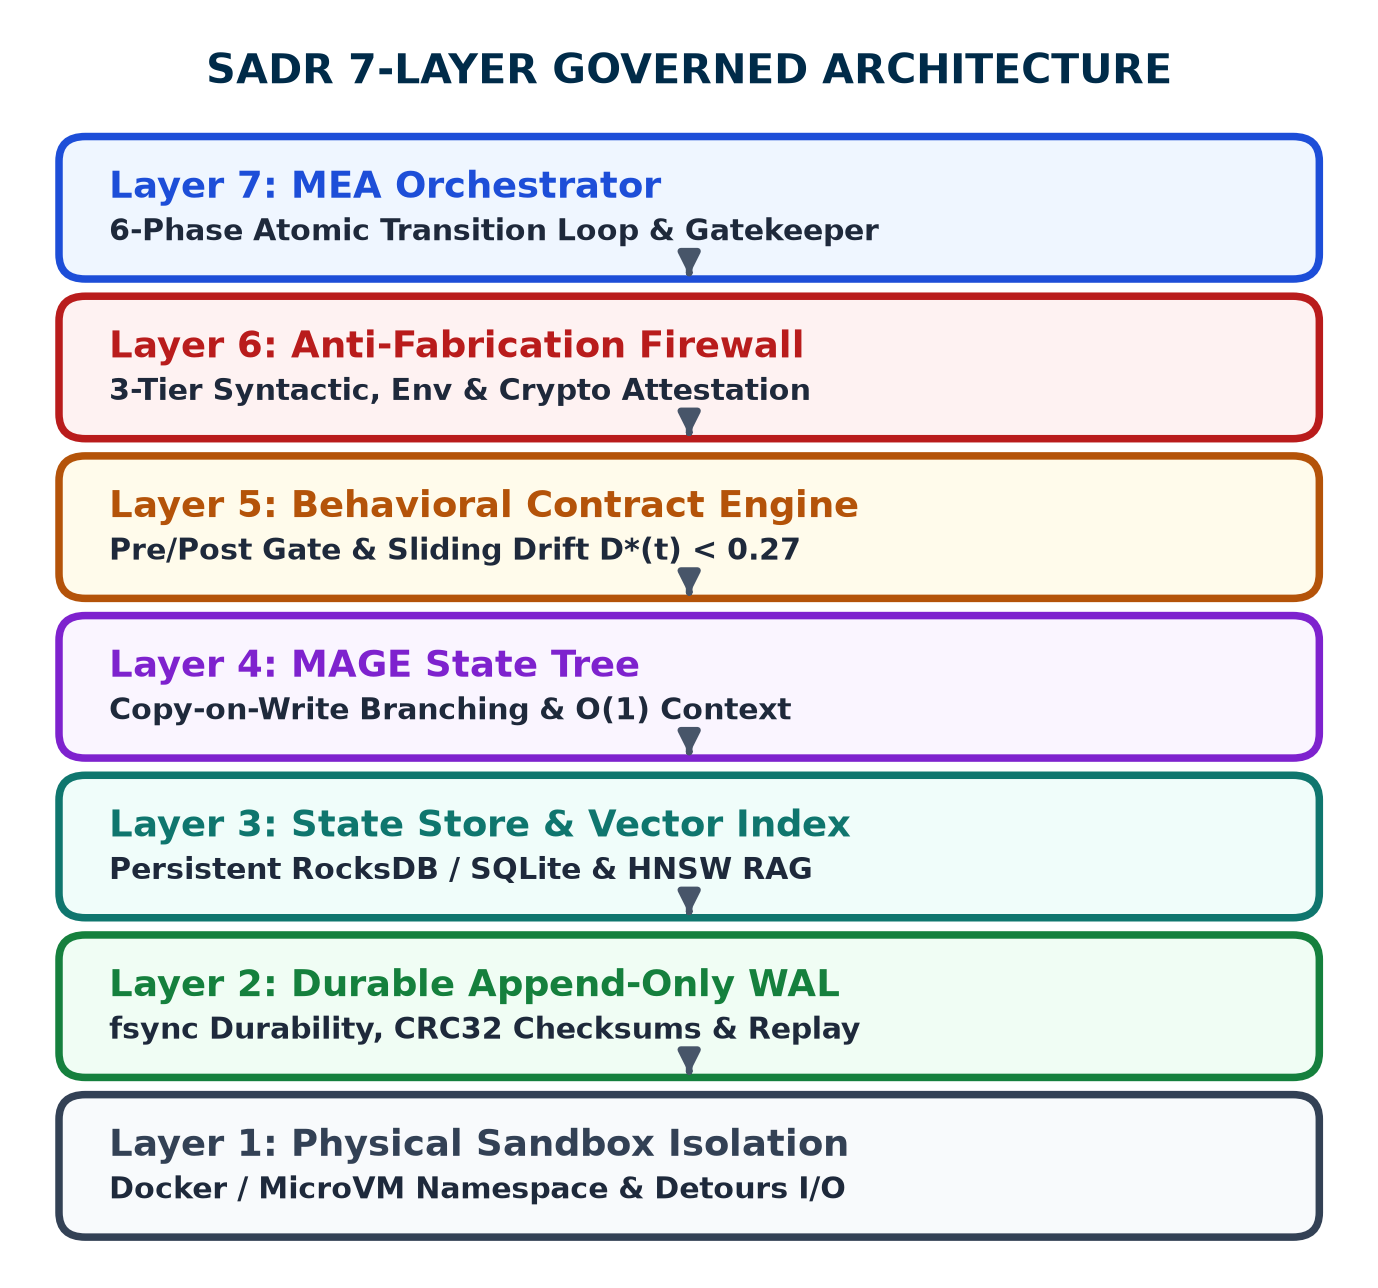 SADR 7-LAYER GOVERNED ARCHITECTURE
Layer 7: MEA Orchestrator
6-Phase Atomic Transition Loop & Gatekeeper
Layer 6: Anti-Fabrication Firewall
3-Tier Syntactic, Env & Crypto Attestation
Layer 5: Behavioral Contract Engine
Pre/Post Gate & Sliding Drift D*(t) < 0.27
Layer 4: MAGE State Tree
Copy-on-Write Branching & O(1) Context
Layer 3: State Store & Vector Index
Persistent RocksDB / SQLite & HNSW RAG
Layer 2: Durable Append-Only WAL
fsync Durability, CRC32 Checksums & Replay
Layer 1: Physical Sandbox Isolation
Docker / MicroVM Namespace & Detours I/O